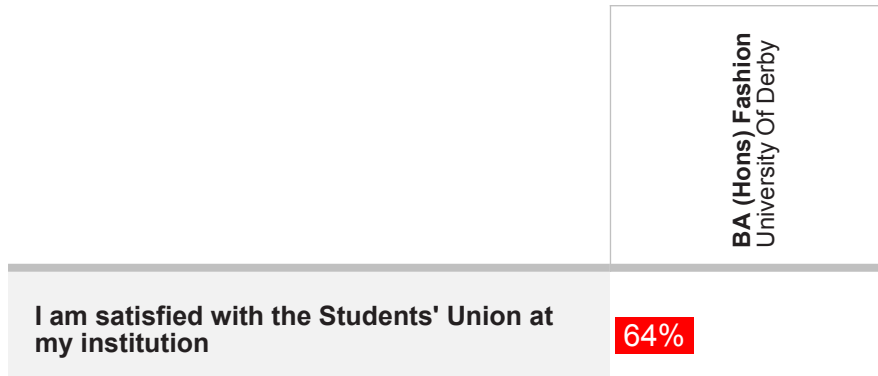 BA (Hons) Fashion
University Of Derby
I am satisfied with the Students' Union at
my institution
64%